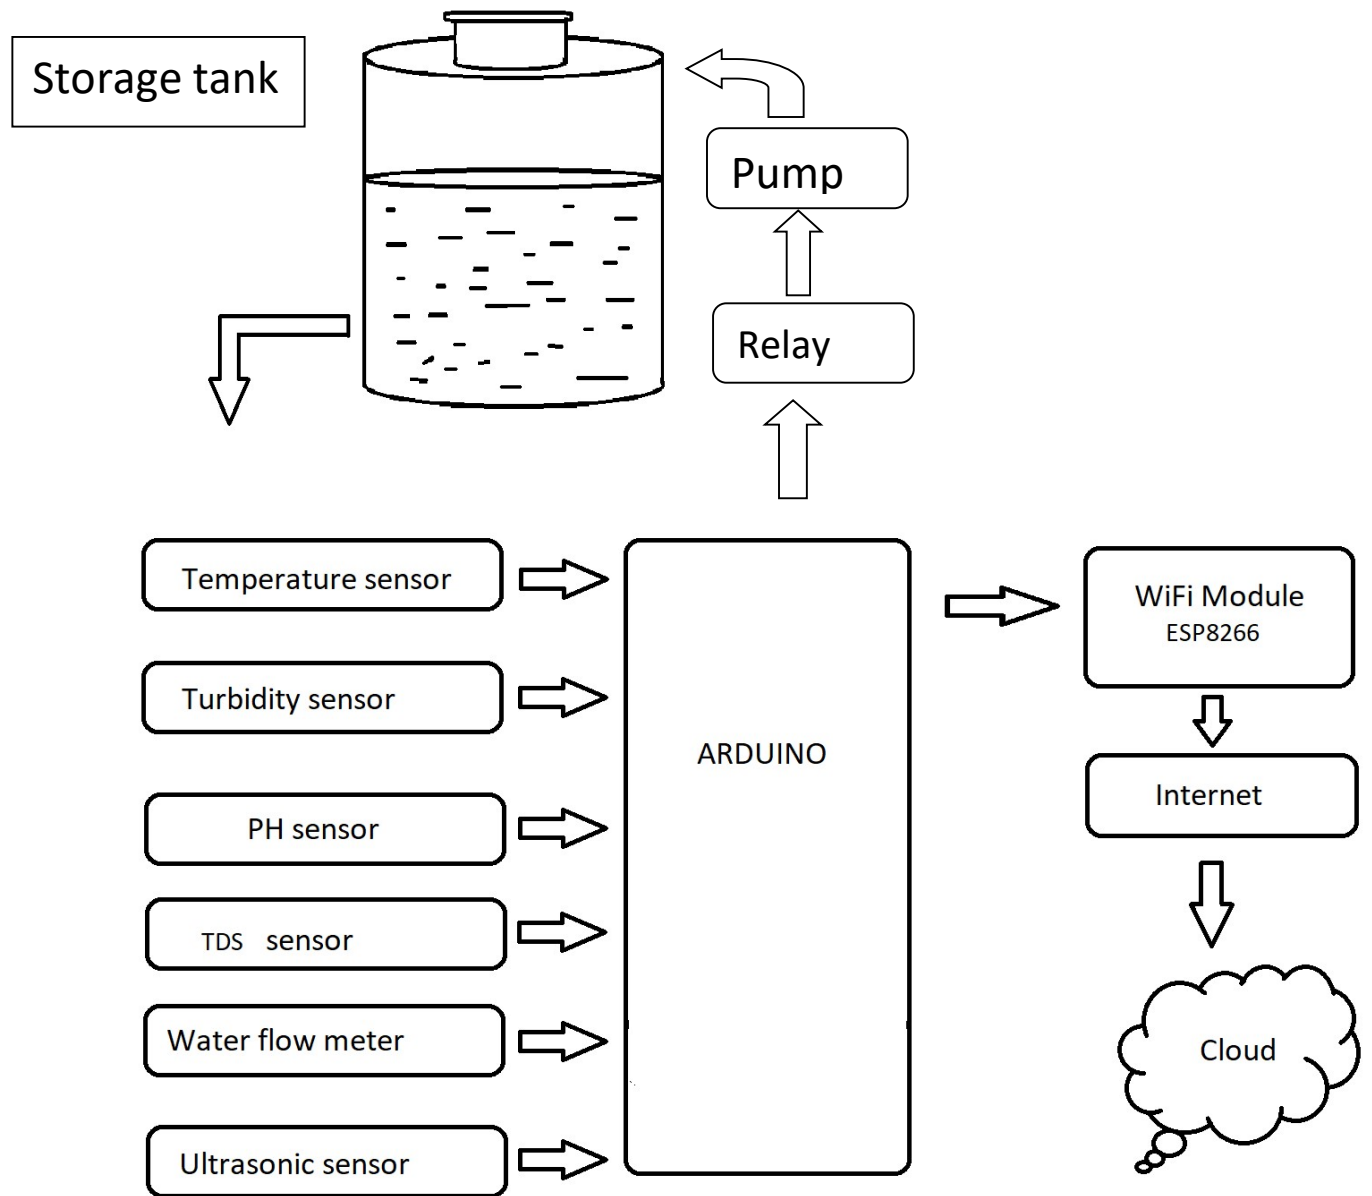 Storage tank
Pump
Relay
Temperature sensor
Turbidity sensor
PH sensor
TDS sensor
Water flow meter
Ultrasonic sensor
ARDUINO
WiFi Module
ESP8266
Internet
Cloud